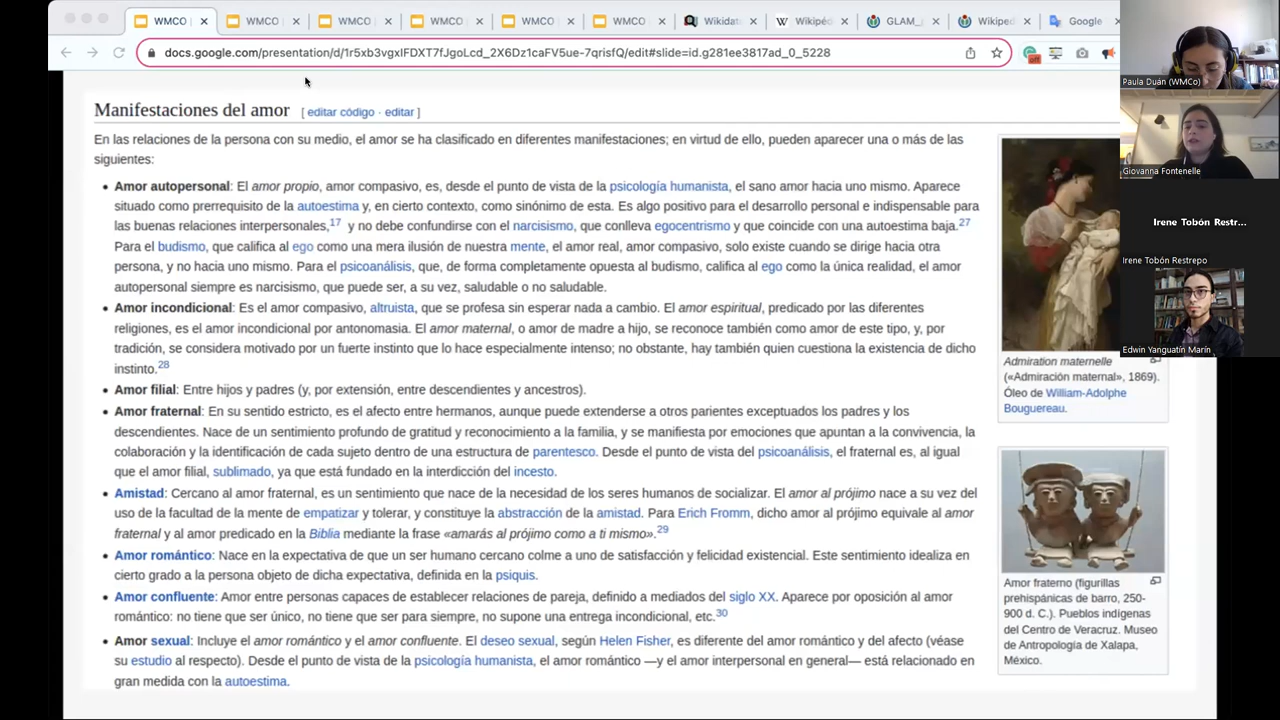 WMCO
WMCO
WMCO
WMCO
WMCO
WMCO
Wikidat
Wikipéd
GLAM_
Wikiped
Google
docs.google.com/presentation/d/1r5xb3vgxlFDXT7fJgoLcd_2X6Dz1caFV5ue-7qrisfQ/edit#slide=id.g281ee3817ad_0_5228
off
Paula Duán (WMCo)
Giovanna Fontenelle
Irene Tobón Restr...
Irene Tobón Restrepo
Edwin Yanguatín Marín
Manifestaciones del amor [ editar código · editar ]
En las relaciones de la persona con su medio, el amor se ha clasificado en diferentes manifestaciones; en virtud de ello, pueden aparecer una o más de las
siguientes:
• Amor autopersonal: El amor propio, amor compasivo, es, desde el punto de vista de la psicología humanista, el sano amor hacia uno mismo. Aparece
situado como prerrequisito de la autoestima y, en cierto contexto, como sinónimo de esta. Es algo positivo para el desarrollo personal e indispensable para
las buenas relaciones interpersonales,17 y no debe confundirse con el narcisismo, que conlleva egocentrismo y que coincide con una autoestima baja.27
Para el budismo, que califica al ego como una mera ilusión de nuestra mente, el amor real, amor compasivo, solo existe cuando se dirige hacia otra
persona, y no hacia uno mismo. Para el psicoanálisis, que, de forma completamente opuesta al budismo, califica al ego como la única realidad, el amor
autopersonal siempre es narcisismo, que puede ser, a su vez, saludable o no saludable.
• Amor incondicional: Es el amor compasivo, altruista, que se profesa sin esperar nada a cambio. El amor espiritual, predicado por las diferentes
religiones, es el amor incondicional por antonomasia. El amor maternal, o amor de madre a hijo, se reconoce también como amor de este tipo, y, por
tradición, se considera motivado por un fuerte instinto que lo hace especialmente intenso; no obstante, hay también quien cuestiona la existencia de dicho
instinto.28
• Amor filial: Entre hijos y padres (y, por extensión, entre descendientes y ancestros).
• Amor fraternal: En su sentido estricto, es el afecto entre hermanos, aunque puede extenderse a otros parientes exceptuados los padres y los
descendientes. Nace de un sentimiento profundo de gratitud y reconocimiento a la familia, y se manifiesta por emociones que apuntan a la convivencia, la
colaboración y la identificación de cada sujeto dentro de una estructura de parentesco. Desde el punto de vista del psicoanálisis, el fraternal es, al igual
que el amor filial, sublimado, ya que está fundado en la interdicción del incesto.
• Amistad: Cercano al amor fraternal, es un sentimiento que nace de la necesidad de los seres humanos de socializar. El amor al prójimo nace a su vez del
uso de la facultad de la mente de empatizar y tolerar, y constituye la abstracción de la amistad. Para Erich Fromm, dicho amor al prójimo equivale al amor
fraternal y al amor predicado en la Biblia mediante la frase «amarás al prójimo como a ti mismo».29
• Amor romántico: Nace en la expectativa de que un ser humano cercano colme a uno de satisfacción y felicidad existencial. Este sentimiento idealiza en
cierto grado a la persona objeto de dicha expectativa, definida en la psiquis.
• Amor confluente: Amor entre personas capaces de establecer relaciones de pareja, definido a mediados del siglo XX. Aparece por oposición al amor
romántico: no tiene que ser único, no tiene que ser para siempre, no supone una entrega incondicional, etc.30
• Amor sexual: Incluye el amor romántico y el amor confluente. El deseo sexual, según Helen Fisher, es diferente del amor romántico y del afecto (véase
su estudio al respecto). Desde el punto de vista de la psicología humanista, el amor romántico —y el amor interpersonal en general— está relacionado en
gran medida con la autoestima.
Admiration maternelle
(«Admiración maternal», 1869).
Óleo de William-Adolphe
Bouguereau.
Amor fraterno (figurillas
prehispánicas de barro, 250-
900 d. C.). Pueblos indígenas
del Centro de Veracruz. Museo
de Antropología de Xalapa,
México.